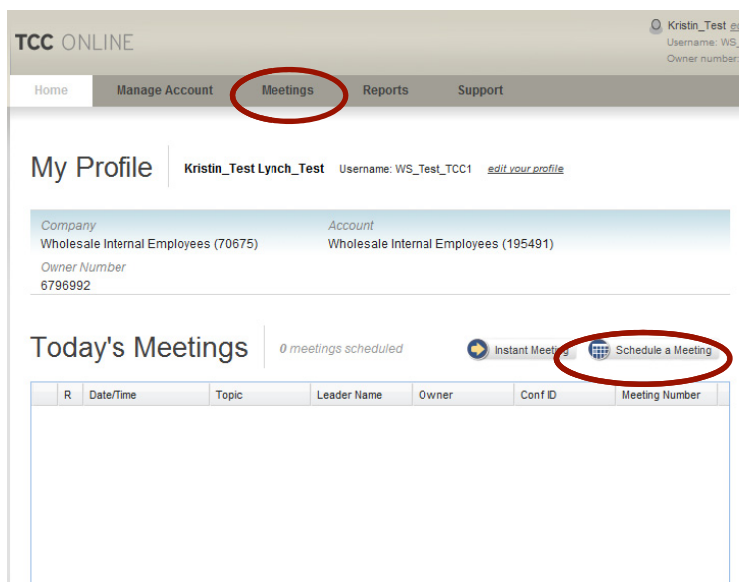 Kristin_Test
TCC ONLINE
Username: WS_
Owner number:
Home Manage Account Meetings Reports Support
My Profile Kristin_Test Lynch_Test Username: WS_Test_TCC1 edit your profile
Company Account
Wholesale Internal Employees (70675) Wholesale Internal Employees (195491)
Owner Number
6796992
Today's Meetings 0 meetings scheduled Instant Meeting Schedule a Meeting
R Date/Time Topic Leader Name Owner Conf ID Meeting Number